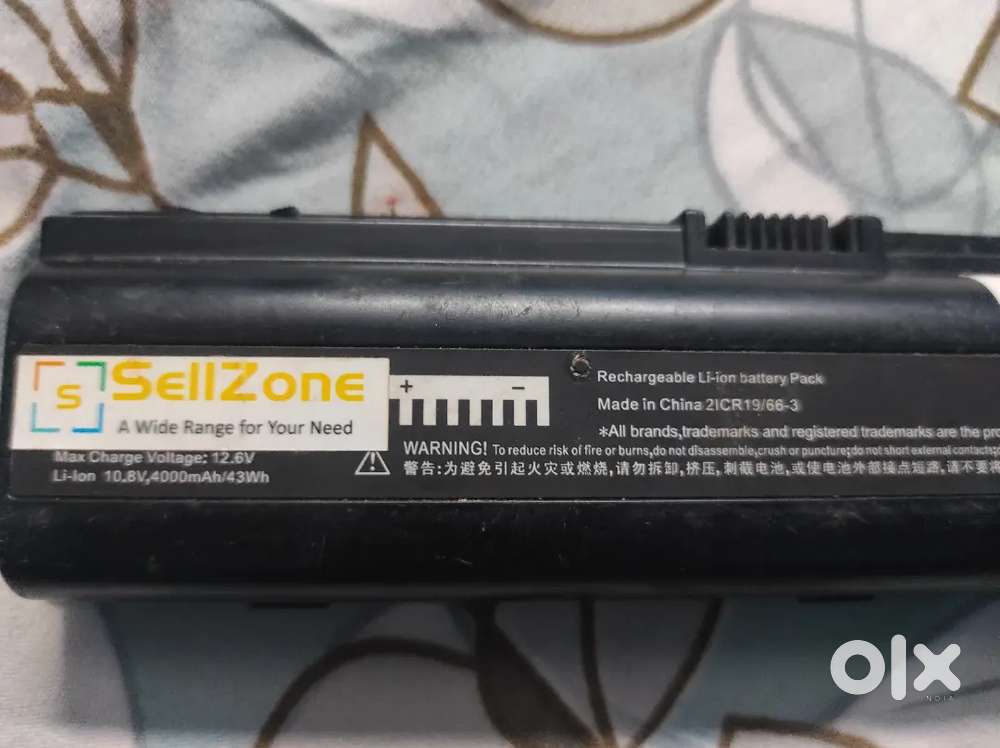 S SellZone
A Wide Range for Your Need
Max Charge Voltage: 12.6V
Li-Ion 10.8V,4000mAh/43Wh
+ −
Rechargeable Li-ion battery Pack
Made in China 2ICR19/66-3
*All brands,trademarks and registered trademarks are the
WARNING! To reduce risk of fire or burns,do not disassemble,crush or puncture;do not short external contacts;
警告:为避免引起火灾或燃烧,请勿拆卸,挤压,刺截电池,或使电池外部接点短路,请不要将
olx
INDIA